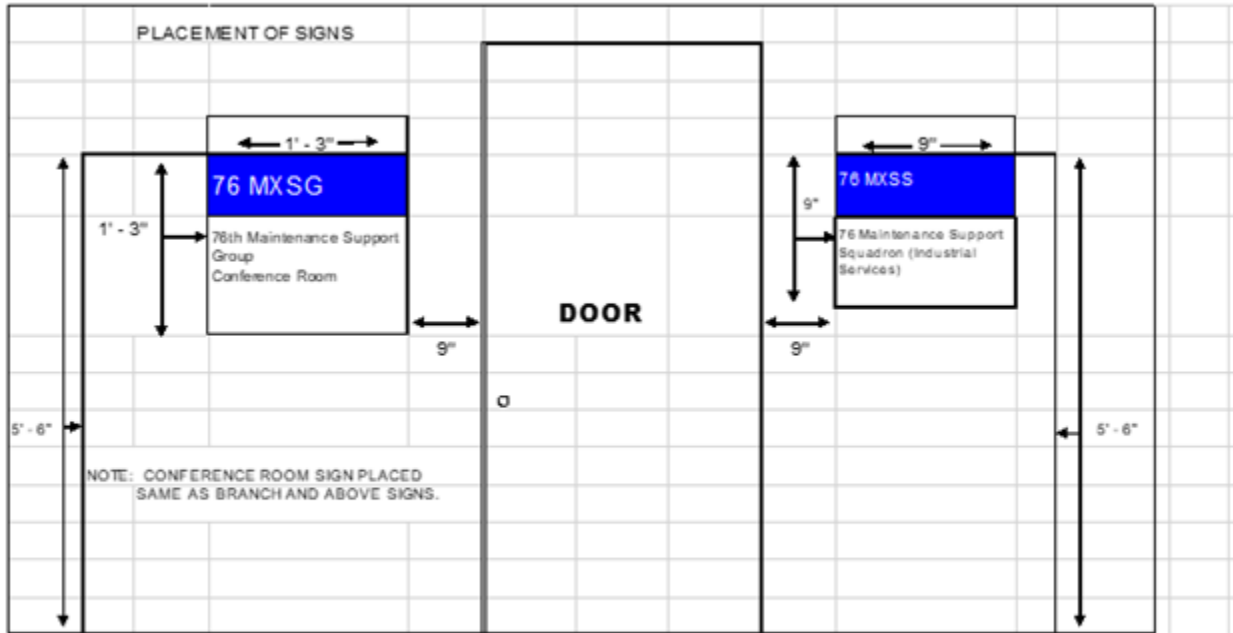 PLACEMENT OF SIGNS
1' - 3"
9"
76 MXSG
76 MXSS
1' - 3"
9"
76th Maintenance Support
Group
Conference Room
76 Maintenance Support
Squadron (Industrial
Services)
DOOR
9"
9"
5' - 6"
5' - 6"
NOTE: CONFERENCE ROOM SIGN PLACED
SAME AS BRANCH AND ABOVE SIGNS.